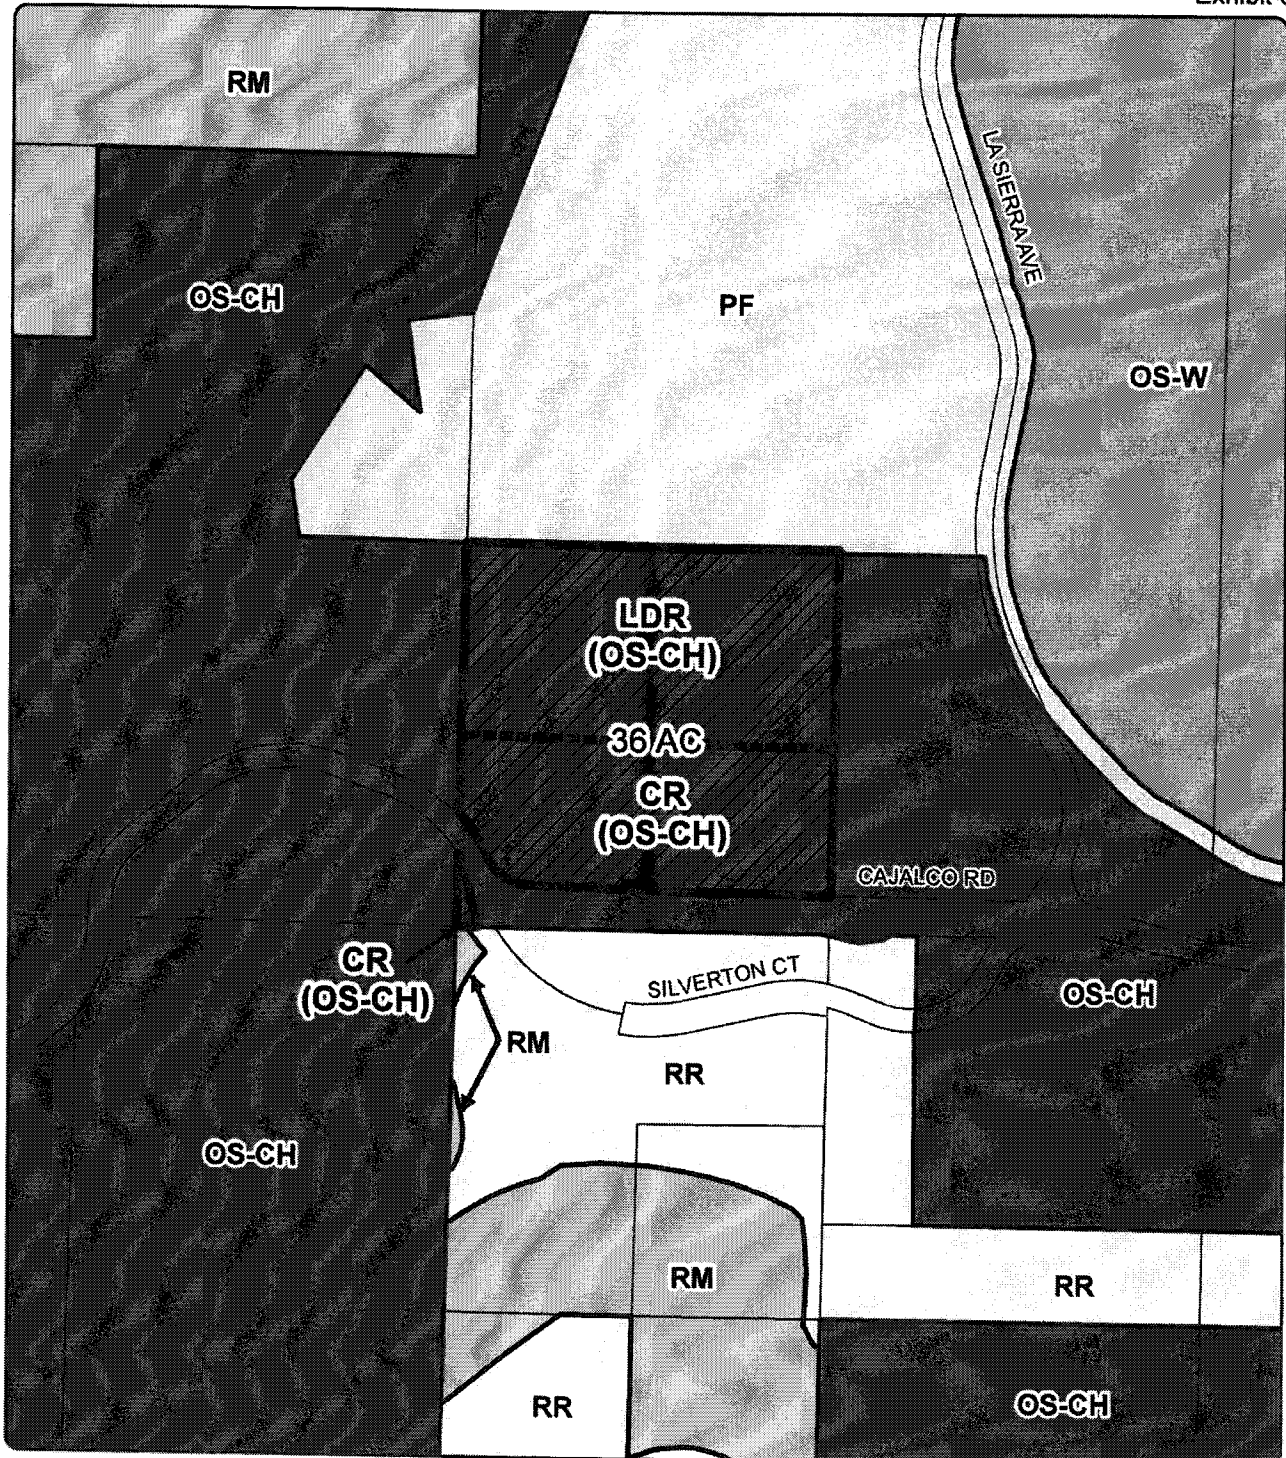 Exhibit
RM
LA SIERRA AVE
OS-CH
PF
OS-W
LDR
(OS-CH)
36 AC
CR
(OS-CH)
CAJALCO RD
CR
(OS-CH)
SILVERTON CT
OS-CH
RM
RR
OS-CH
RM
RR
RR
OS-CH